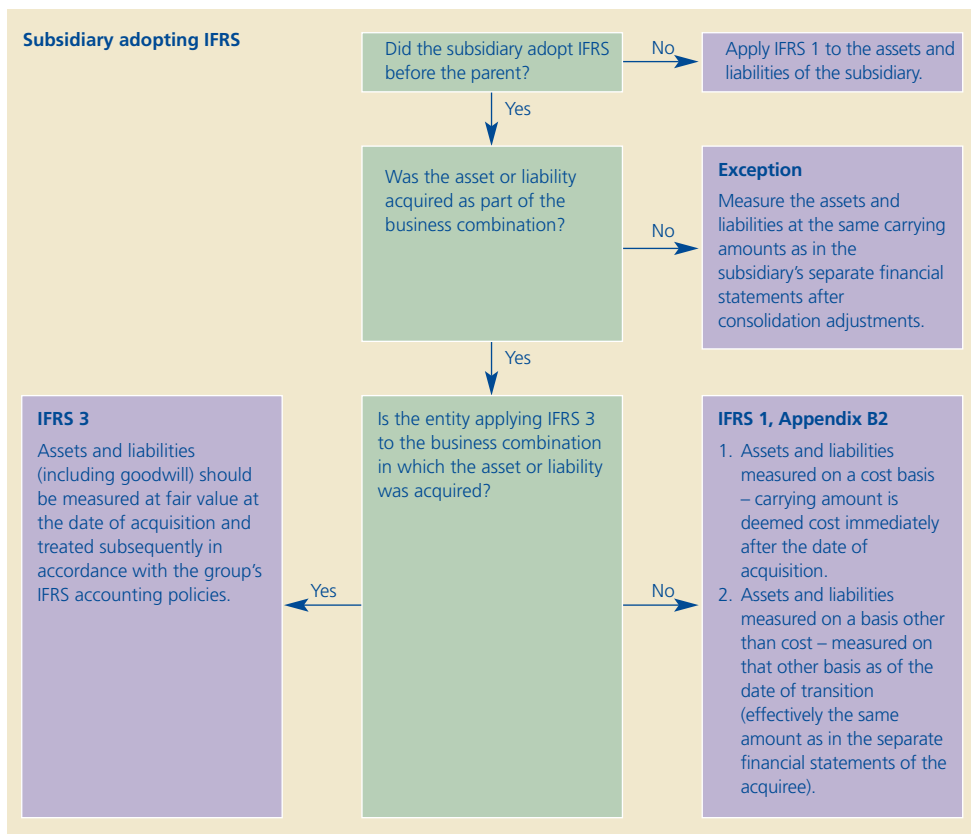 Subsidiary adopting IFRS
Did the subsidiary adopt IFRS
before the parent?
No
Apply IFRS 1 to the assets and
liabilities of the subsidiary.
Yes
Was the asset or liability
acquired as part of the
business combination?
No
Exception
Measure the assets and
liabilities at the same carrying
amounts as in the
subsidiary's separate financial
statements after
consolidation adjustments.
Yes
IFRS 3
Assets and liabilities
(including goodwill) should
be measured at fair value at
the date of acquisition and
treated subsequently in
accordance with the group's
IFRS accounting policies.
Yes
Is the entity applying IFRS 3
to the business combination
in which the asset or liability
was acquired?
No
IFRS 1, Appendix B2
1. Assets and liabilities
measured on a cost basis
– carrying amount is
deemed cost immediately
after the date of
acquisition.
2. Assets and liabilities
measured on a basis other
than cost – measured on
that other basis as of the
date of transition
(effectively the same
amount as in the separate
financial statements of the
acquiree).